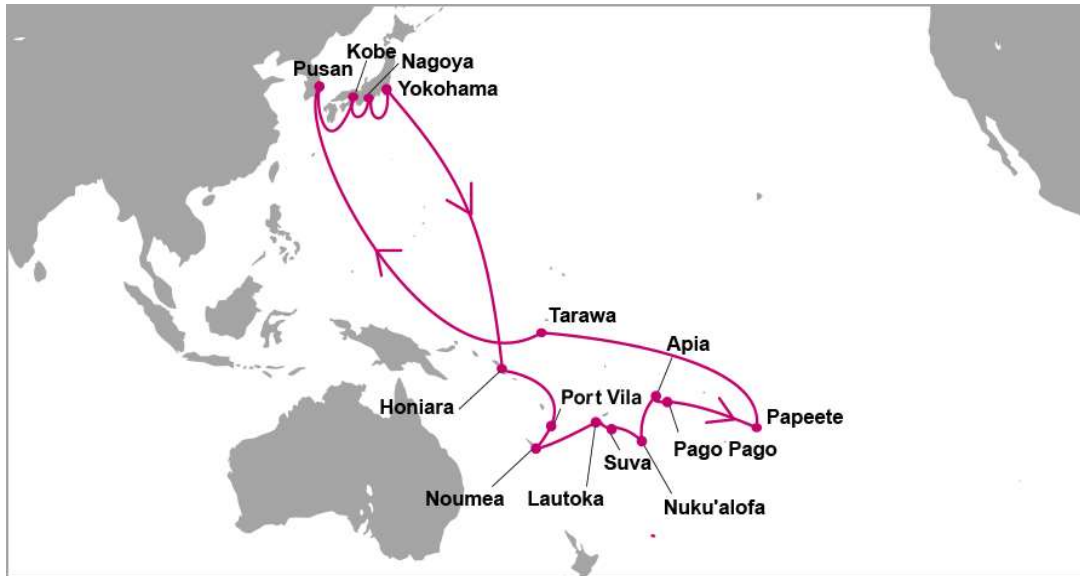 Kobe
Nagoya
Pusan
Yokohama
Tarawa
Apia
Honiara
Port Vila
Papeete
Pago Pago
Suva
Noumea
Lautoka
Nuku'alofa